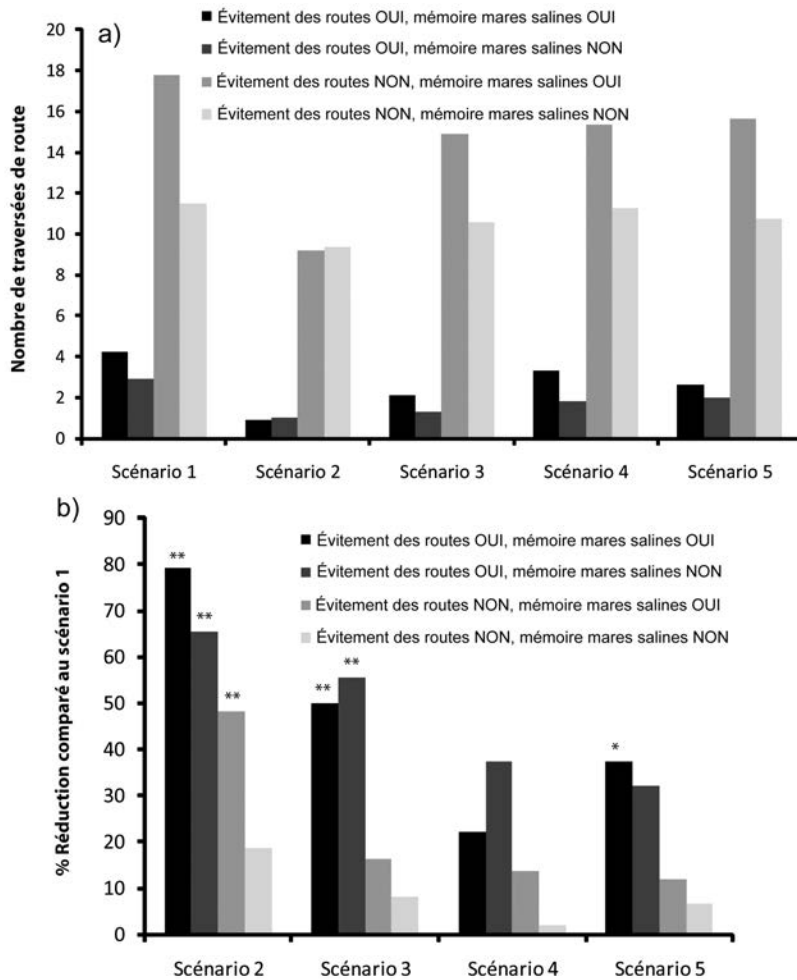 a)
Évitement des routes OUI, mémoire mares salines OUI
Évitement des routes OUI, mémoire mares salines NON
Évitement des routes NON, mémoire mares salines OUI
Évitement des routes NON, mémoire mares salines NON
Nombre de traversées de route
20
18
16
14
12
10
8
6
4
2
0
Scénario 1
Scénario 2
Scénario 3
Scénario 4
Scénario 5
b)
Évitement des routes OUI, mémoire mares salines OUI
Évitement des routes OUI, mémoire mares salines NON
Évitement des routes NON, mémoire mares salines OUI
Évitement des routes NON, mémoire mares salines NON
% Réduction comparé au scénario 1
90
80
70
60
50
40
30
20
10
0
**
**
**
**
**
*
Scénario 2
Scénario 3
Scénario 4
Scénario 5